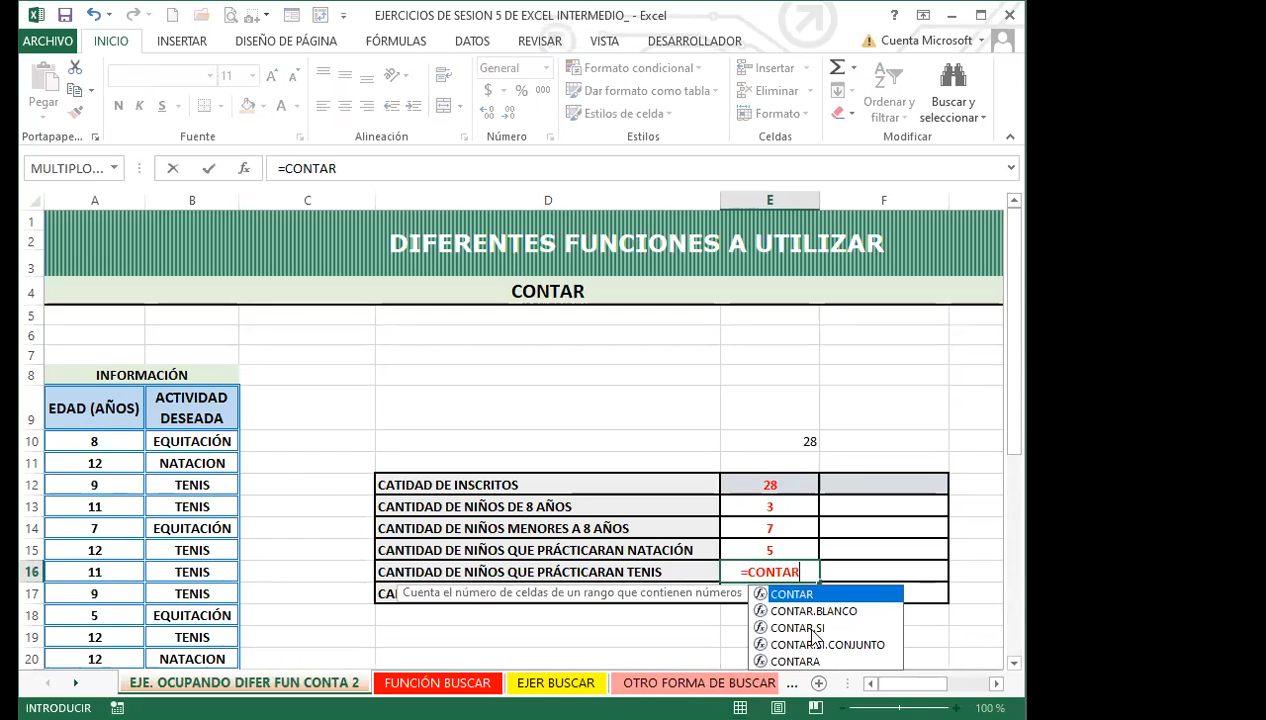 EJERCICIOS DE SESION 5 DE EXCEL INTERMEDIO_ - Excel
ARCHIVO INICIO INSERTAR DISEÑO DE PÁGINA FÓRMULAS DATOS REVISAR VISTA DESARROLLADOR Cuenta Microsoft
Pegar
11
N K S
A
General
$ % 000
Formato condicional
Dar formato como tabla
Estilos de celda
Insertar
Eliminar
Formato
Ordenar y filtrar
Buscar y seleccionar
Portapape... Fuente Alineación Número Estilos Celdas Modificar
MULTIPLO... fx =CONTAR
A B C D E F
1
2 DIFERENTES FUNCIONES A UTILIZAR
3
4 CONTAR
5
6
7
8 INFORMACIÓN
9 EDAD (AÑOS) ACTIVIDAD DESEADA
10 8 EQUITACIÓN 28
11 12 NATACION
12 9 TENIS CATIDAD DE INSCRITOS 28
13 11 TENIS CANTIDAD DE NIÑOS DE 8 AÑOS 3
14 7 EQUITACIÓN CANTIDAD DE NIÑOS MENORES A 8 AÑOS 7
15 12 TENIS CANTIDAD DE NIÑOS QUE PRÁCTICARAN NATACIÓN 5
16 11 TENIS CANTIDAD DE NIÑOS QUE PRÁCTICARAN TENIS =CONTAR
17 9 TENIS CA Cuenta el número de celdas de un rango que contienen números CONTAR
CONTAR.BLANCO
18 5 EQUITACIÓN CONTAR.SI
19 12 TENIS CONTAR.SI.CONJUNTO
20 12 NATACION CONTARA
EJE. OCUPANDO DIFER FUN CONTA 2 FUNCIÓN BUSCAR EJER BUSCAR OTRO FORMA DE BUSCAR ...
INTRODUCIR 100 %